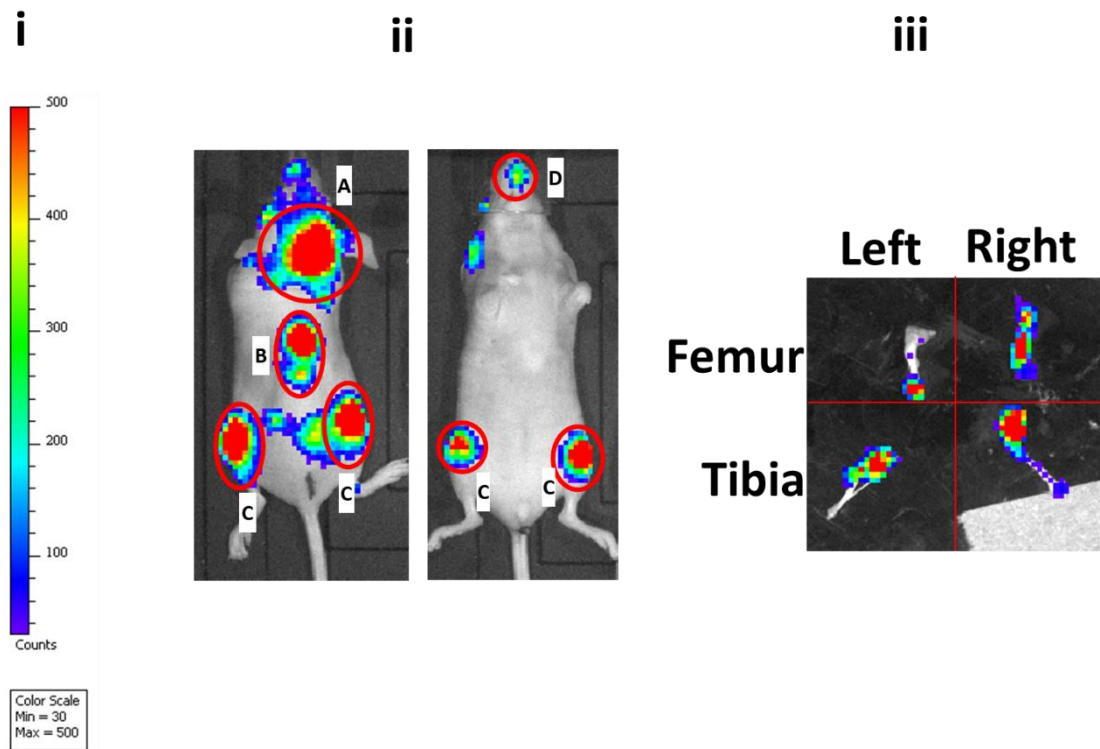 i
ii
iii
500
400
300
200
100
Counts
Color Scale
Min = 30
Max = 500
A
B
C
C
D
C
C
Left Right
Femur
Tibia